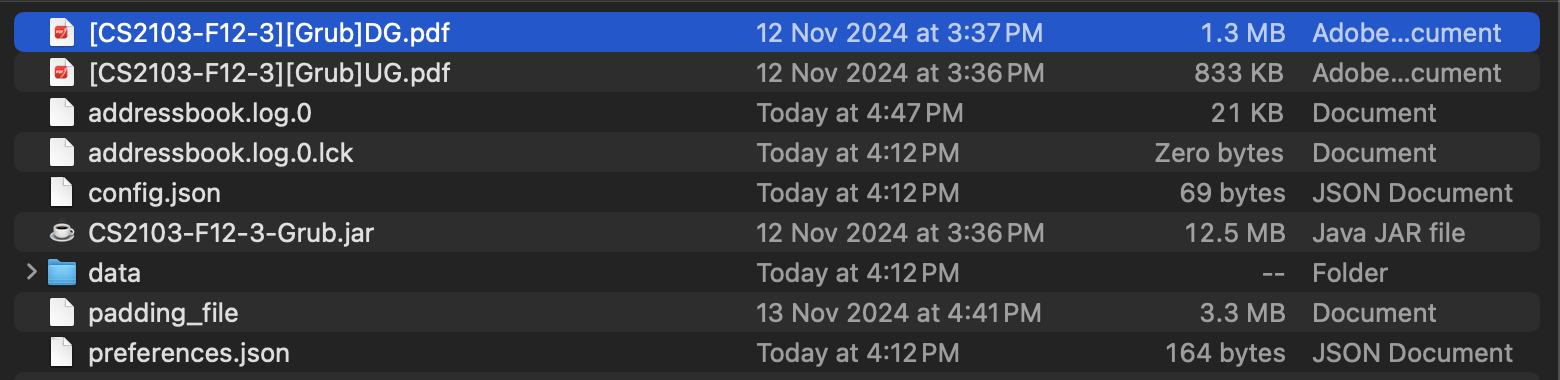 [CS2103-F12-3][Grub]DG.pdf 12 Nov 2024 at 3:37 PM 1.3 MB Adobe...cument
[CS2103-F12-3][Grub]UG.pdf 12 Nov 2024 at 3:36 PM 833 KB Adobe...cument
addressbook.log.0 Today at 4:47 PM 21 KB Document
addressbook.log.0.lck Today at 4:12 PM Zero bytes Document
config.json Today at 4:12 PM 69 bytes JSON Document
CS2103-F12-3-Grub.jar 12 Nov 2024 at 3:36 PM 12.5 MB Java JAR file
data Today at 4:12 PM -- Folder
padding_file 13 Nov 2024 at 4:41 PM 3.3 MB Document
preferences.json Today at 4:12 PM 164 bytes JSON Document